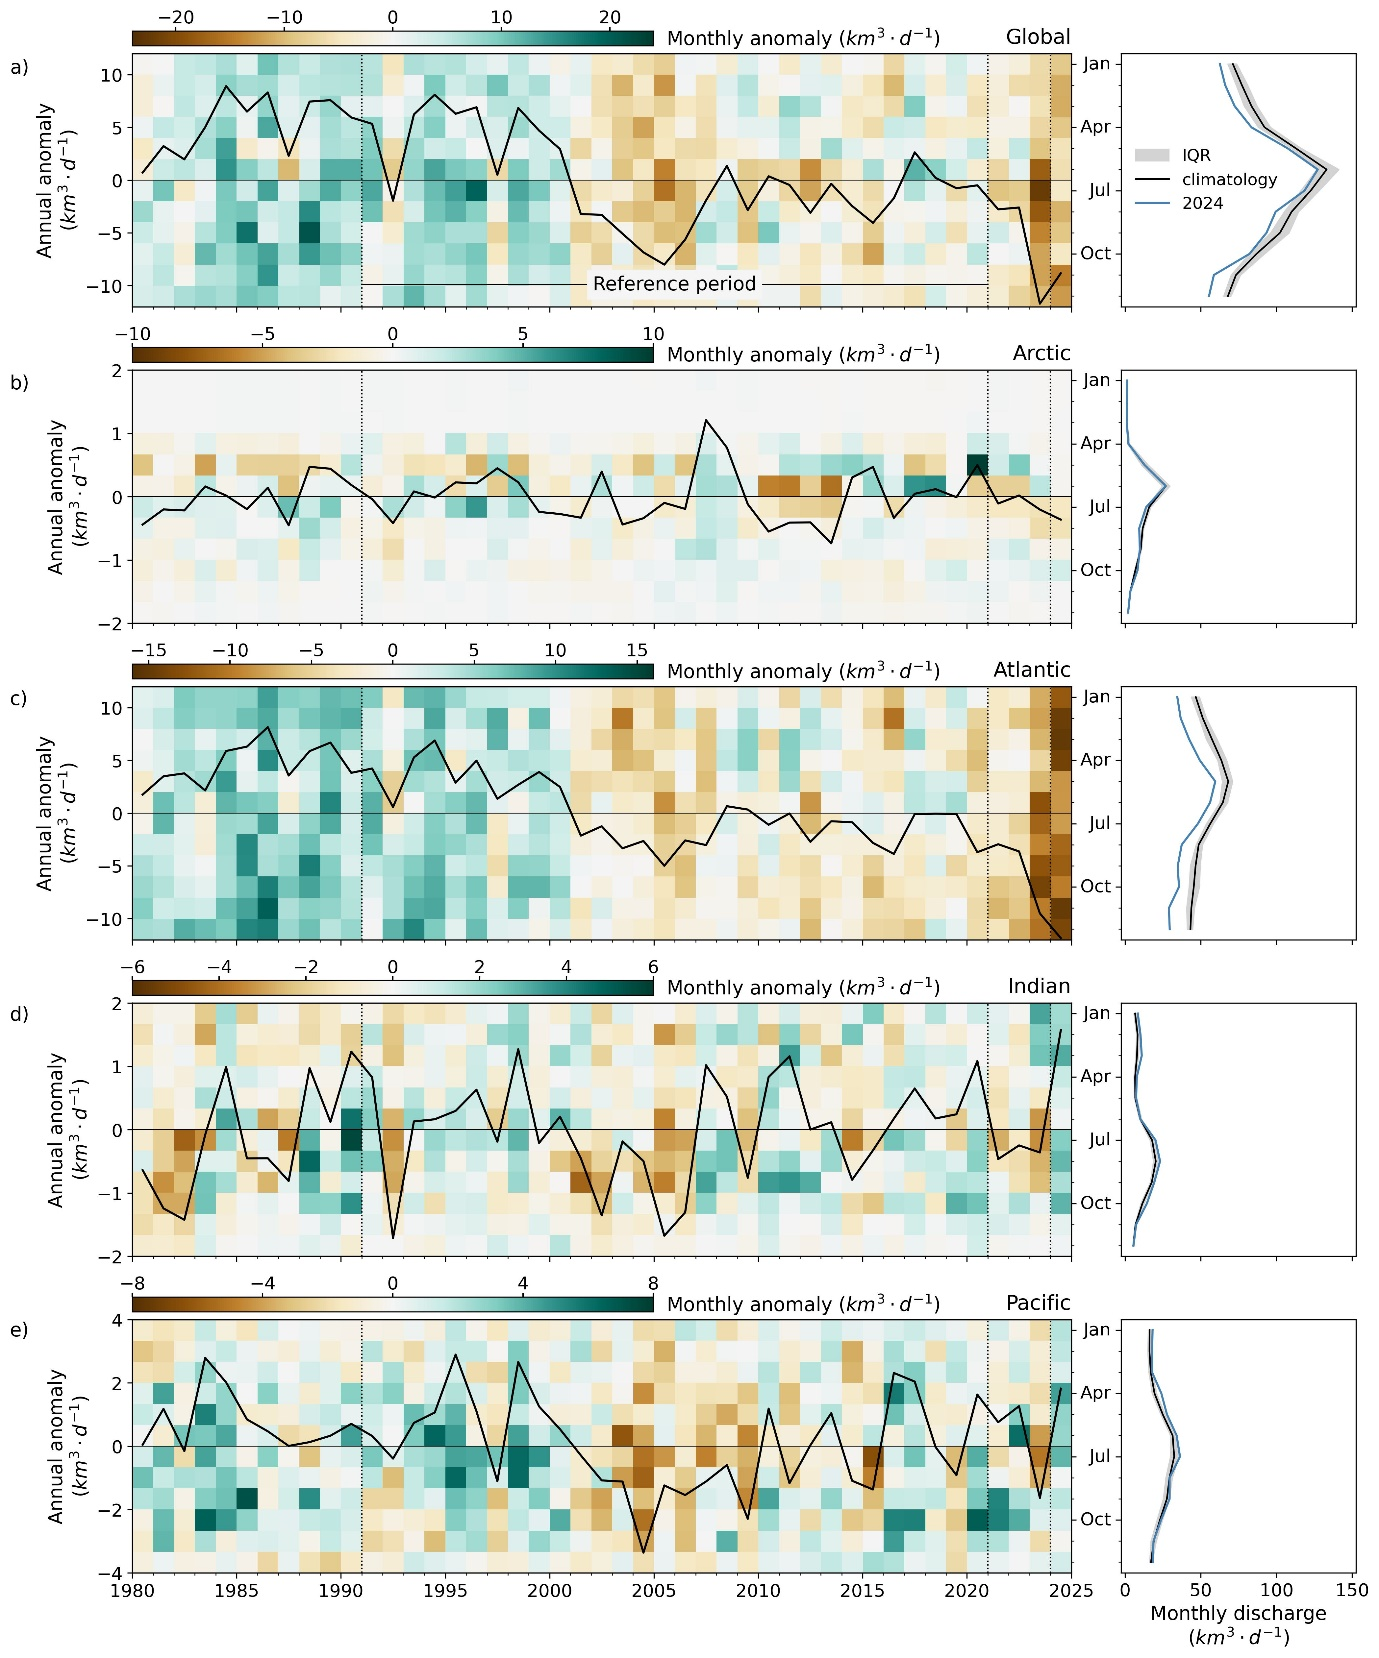 −20 −10 0 10 20 Monthly anomaly (km³ · d⁻¹) Global
a) 10 5 0 −5 −10 Annual anomaly (km³ · d⁻¹)
Reference period
Jan Apr Jul Oct
IQR
climatology
2024
−10 −5 0 5 10 Monthly anomaly (km³ · d⁻¹) Arctic
b) 2 1 0 −1 −2 Annual anomaly (km³ · d⁻¹)
Jan Apr Jul Oct
−15 −10 −5 0 5 10 15 Monthly anomaly (km³ · d⁻¹) Atlantic
c) 10 5 0 −5 −10 Annual anomaly (km³ · d⁻¹)
Jan Apr Jul Oct
−6 −4 −2 0 2 4 6 Monthly anomaly (km³ · d⁻¹) Indian
d) 2 1 0 −1 −2 Annual anomaly (km³ · d⁻¹)
Jan Apr Jul Oct
−8 −4 0 4 8 Monthly anomaly (km³ · d⁻¹) Pacific
e) 4 2 0 −2 −4 Annual anomaly (km³ · d⁻¹)
Jan Apr Jul Oct
1980 1985 1990 1995 2000 2005 2010 2015 2020 2025
0 50 100 150
Monthly discharge
(km³ · d⁻¹)